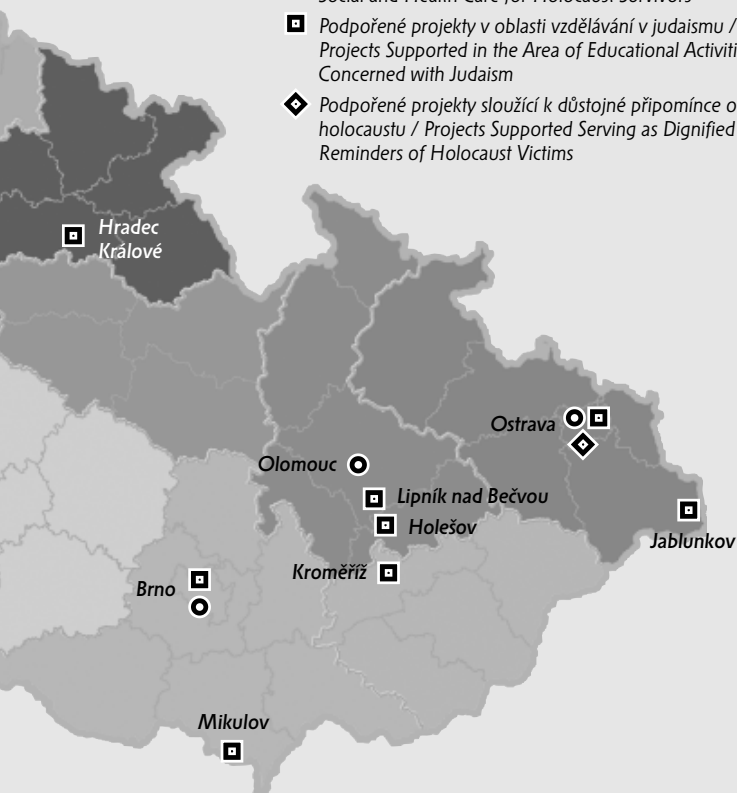 Social and Health Care for Holocaust Survivors
Podpořené projekty v oblasti vzdělávání v judaismu /
Projects Supported in the Area of Educational Activiti
Concerned with Judaism
Podpořené projekty sloužící k důstojné připomínce o
holocaustu / Projects Supported Serving as Dignified
Reminders of Holocaust Victims
Hradec
Králové
Ostrava
Olomouc
Lipník nad Bečvou
Holešov
Jablunkov
Kroměříž
Brno
Mikulov